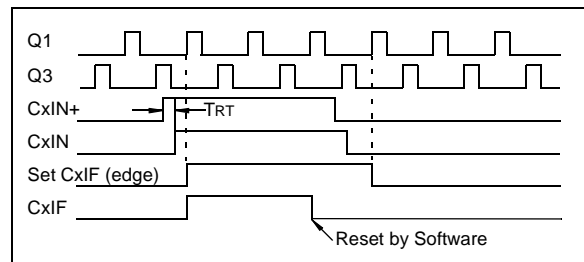 Q1
Q3
CxIN+
TRT
CxIN
Set CxIF (edge)
CxIF
Reset by Software